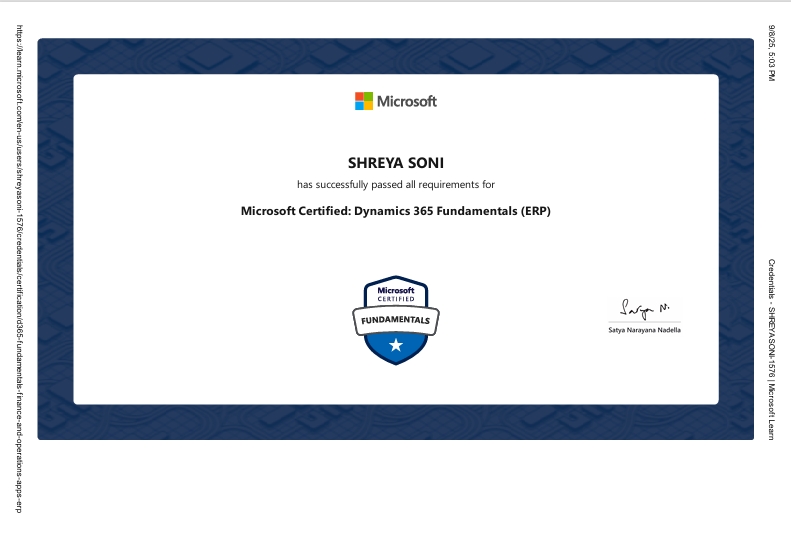 9/8/25, 5:03 PM
Credentials - SHREYASONI-1576 | Microsoft Learn
Microsoft
SHREYA SONI
has successfully passed all requirements for
Microsoft Certified: Dynamics 365 Fundamentals (ERP)
Microsoft
CERTIFIED
FUNDAMENTALS
Satya N.
Satya Narayana Nadella
https://learn.microsoft.com/en-us/users/shreyasoni-1576/credentials/certification/d365-fundamentals-finance-and-operations-apps-erp